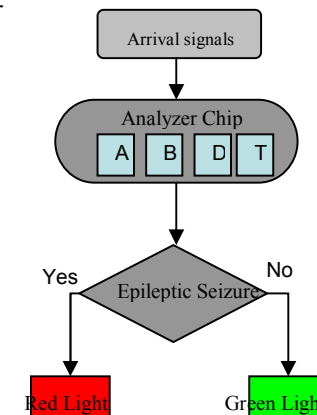 Arrival signals
Analyzer Chip
A B D T
Epileptic Seizure
Yes
No
Red Light
Green Ligh